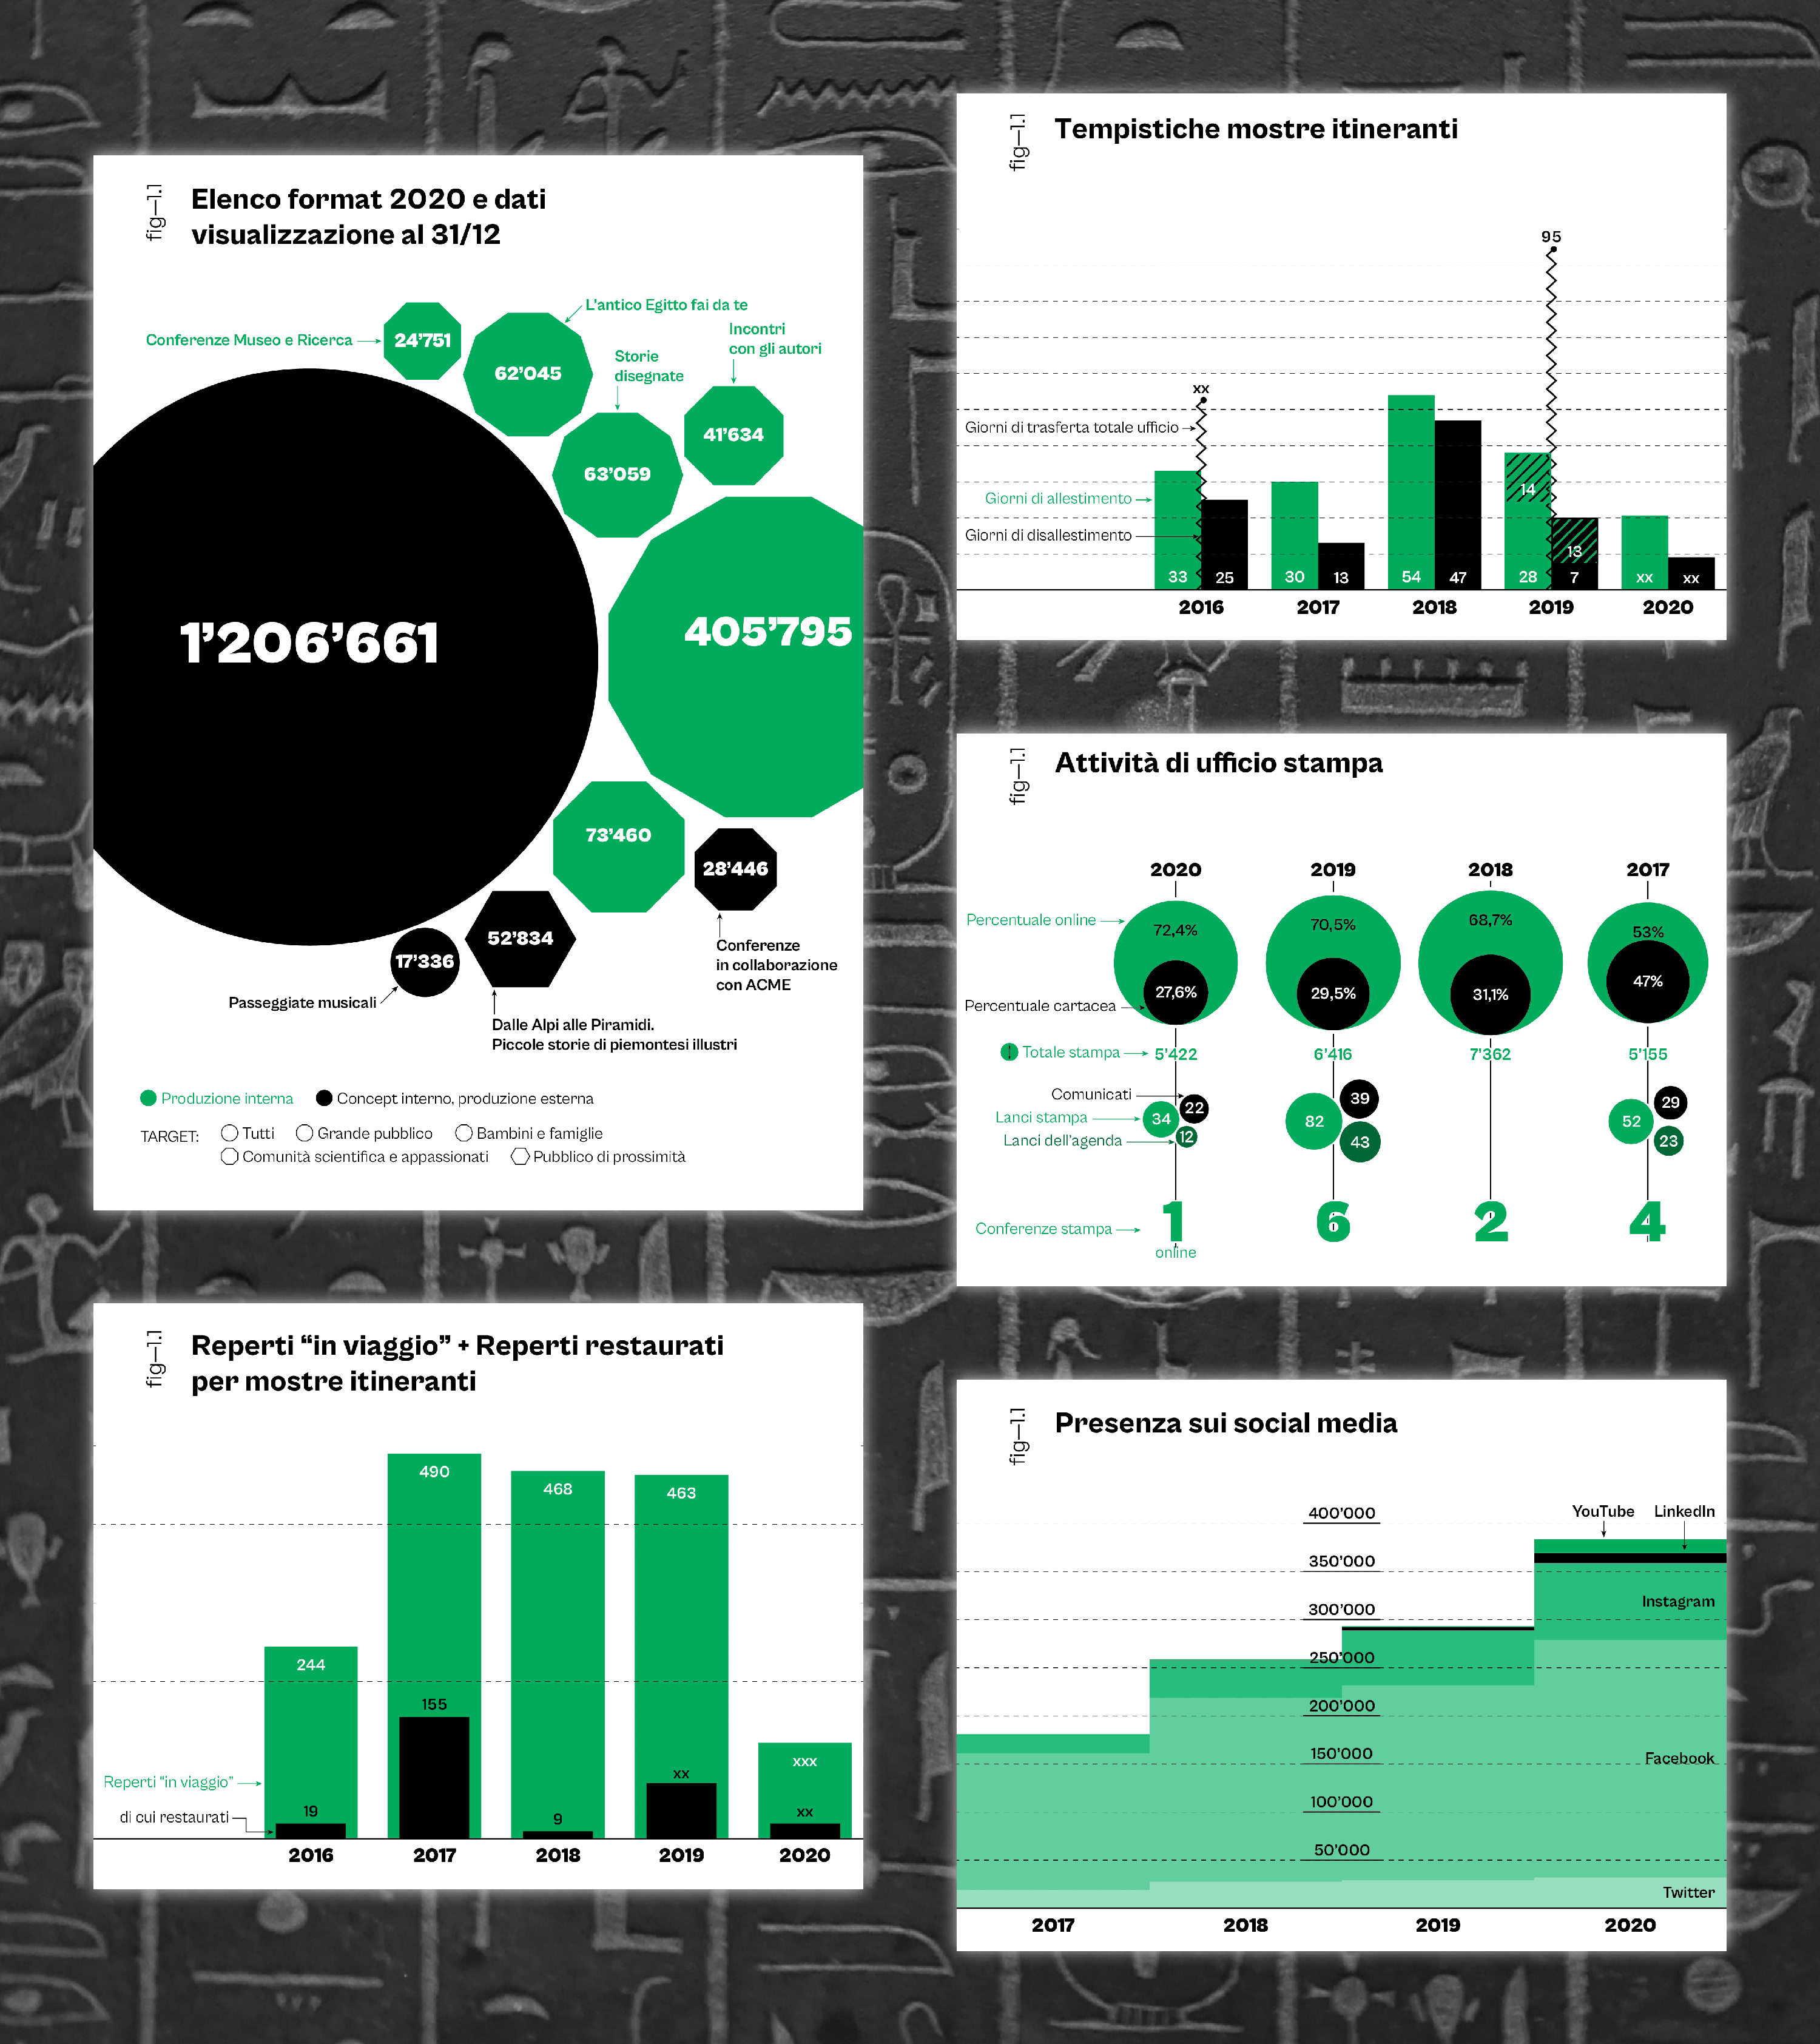 fig—1.1
Elenco format 2020 e dati
visualizzazione al 31/12
L'antico Egitto fai da te
Conferenze Museo e Ricerca
24’751
62’045
Incontri
con gli autori
Storie
disegnate
41’634
63’059
1’206’661
405’795
73’460
28’446
52’834
17’336
Conferenze
in collaborazione
con ACME
Passeggiate musicali
Dalle Alpi alle Piramidi.
Piccole storie di piemontesi illustri
Produzione interna
Concept interno, produzione esterna
TARGET:
Tutti
Grande pubblico
Bambini e famiglie
Comunità scientifica e appassionati
Pubblico di prossimità
fig—1.1
Reperti “in viaggio” + Reperti restaurati
per mostre itineranti
490
468
463
244
155
xxx
xx
Reperti “in viaggio”
19
9
xx
di cui restaurati
2016
2017
2018
2019
2020
fig—1.1
Tempistiche mostre itineranti
95
xx
Giorni di trasferta totale ufficio
Giorni di allestimento
14
Giorni di disallestimento
13
33
25
30
13
54
47
28
7
xx
xx
2016
2017
2018
2019
2020
fig—1.1
Attività di ufficio stampa
2020
2019
2018
2017
Percentuale online
72,4%
70,5%
68,7%
53%
Percentuale cartacea
27,6%
29,5%
31,1%
47%
Totale stampa
5’422
6’416
7’362
5’155
Comunicati
22
39
29
Lanci stampa
34
82
52
Lanci dell’agenda
12
43
23
Conferenze stampa
1
6
2
4
online
fig—1.1
Presenza sui social media
400’000
YouTube
LinkedIn
350’000
Instagram
300’000
250’000
200’000
150’000
Facebook
100’000
50’000
Twitter
2017
2018
2019
2020